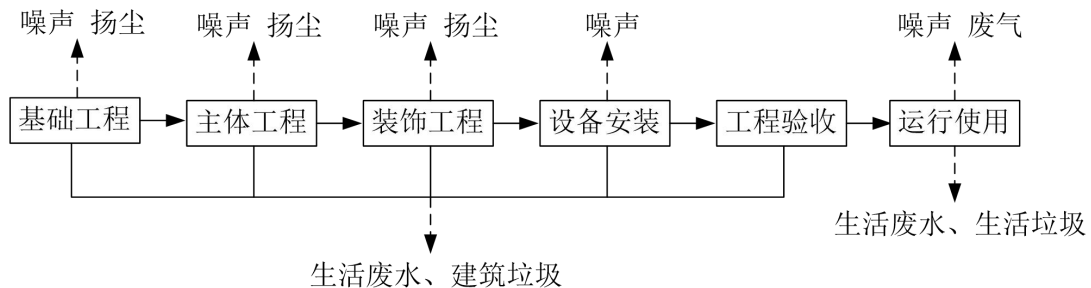 噪声 扬尘
噪声 扬尘
噪声 扬尘
噪声
噪声 废气
基础工程
主体工程
装饰工程
设备安装
工程验收
运行使用
生活废水、生活垃圾
生活废水、建筑垃圾